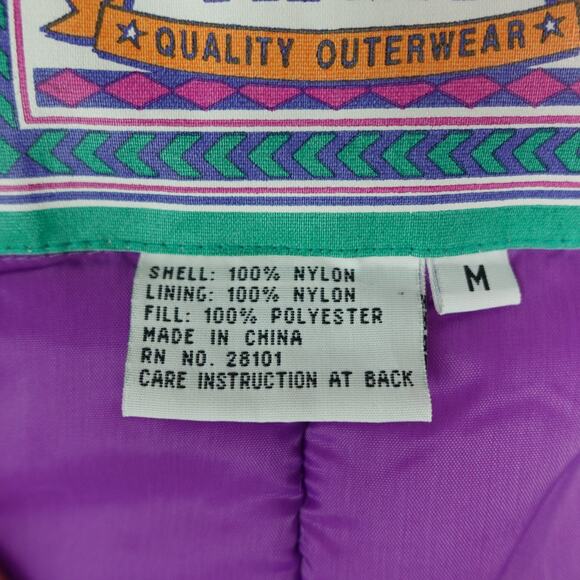 QUALITY OUTERWEAR
SHELL: 100% NYLON
LINING: 100% NYLON
FILL: 100% POLYESTER
MADE IN CHINA
RN NO. 28101
CARE INSTRUCTION AT BACK
M